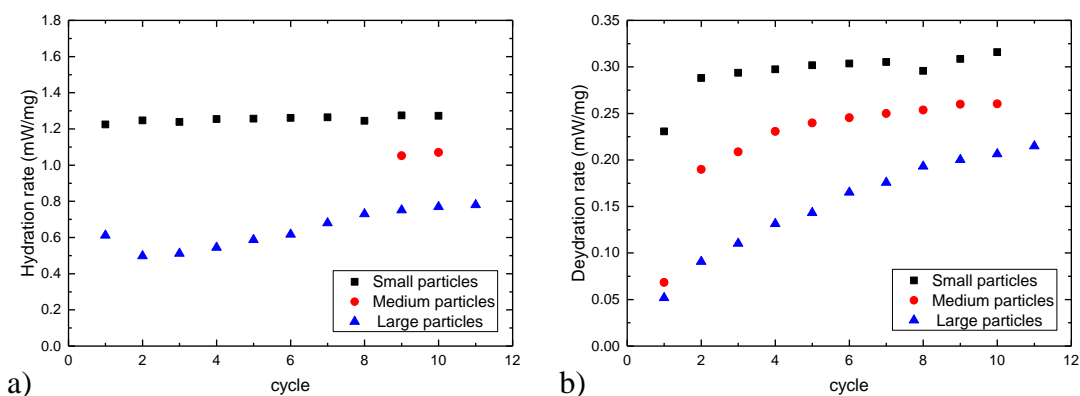 Hydration rate (mW/mg)
1.8
1.6
1.4
1.2
1.0
0.8
0.6
0.4
0.2
0.0
0 2 4 6 8 10 12
cycle
Small particles
Medium particles
Large particles
a)
Deydration rate (mW/mg)
0.35
0.30
0.25
0.20
0.15
0.10
0.05
0.00
0 2 4 6 8 10 12
cycle
Small particles
Medium particles
Large particles
b)